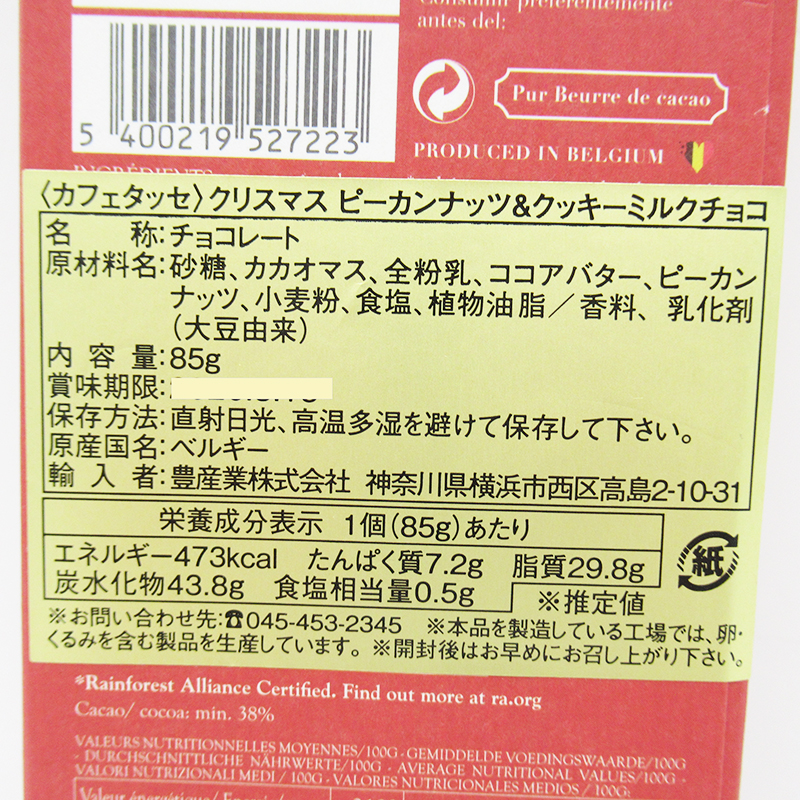 antes del:
5 400219 527223
Pur Beurre de cacao
PRODUCED IN BELGIUM
〈カフェタッセ〉クリスマス ピーカンナッツ&クッキーミルクチョコ
名 称:チョコレート
原材料名:砂糖、カカオマス、全粉乳、ココアバター、ピーカン
ナッツ、小麦粉、食塩、植物油脂／香料、乳化剤
(大豆由来)
内 容 量:85g
賞味期限:
保存方法:直射日光、高温多湿を避けて保存して下さい。
原産国名:ベルギー
輸 入 者:豊産業株式会社 神奈川県横浜市西区高島2-10-31
栄養成分表示 1個(85g)あたり
エネルギー473kcal たんぱく質7.2g 脂質29.8g
炭水化物43.8g 食塩相当量0.5g ※推定値
紙
※お問い合わせ先:☎045-453-2345 ※本品を製造している工場では、卵・
くるみを含む製品を生産しています。※開封後はお早めにお召し上がり下さい。
*Rainforest Alliance Certified. Find out more at ra.org
Cacao/ cocoa: min. 38%
VALEURS NUTRITIONNELLES MOYENNES/100G - GEMIDDELDE VOEDINGSWAARDE/100G
- DURCHSCHNITTLICHE NÄHRWERTE/100G - AVERAGE NUTRITIONAL VALUES/100G -
VALORI NUTRIZIONALI MEDI / 100G - VALORES NUTRICIONALES MEDIOS / 100G: